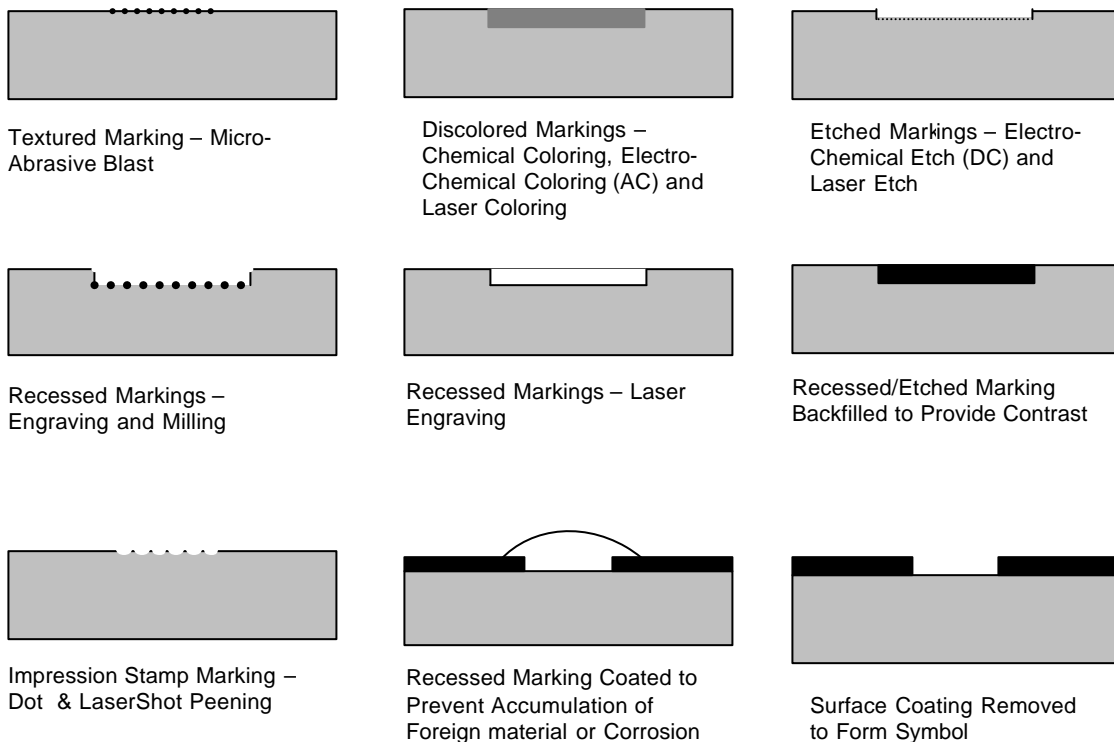 Textured Marking – Micro-
Abrasive Blast
Discolored Markings –
Chemical Coloring, Electro-
Chemical Coloring (AC) and
Laser Coloring
Etched Markings – Electro-
Chemical Etch (DC) and
Laser Etch
Recessed Markings –
Engraving and Milling
Recessed Markings – Laser
Engraving
Recessed/Etched Marking
Backfilled to Provide Contrast
Impression Stamp Marking –
Dot & LaserShot Peening
Recessed Marking Coated to
Prevent Accumulation of
Foreign material or Corrosion
Surface Coating Removed
to Form Symbol